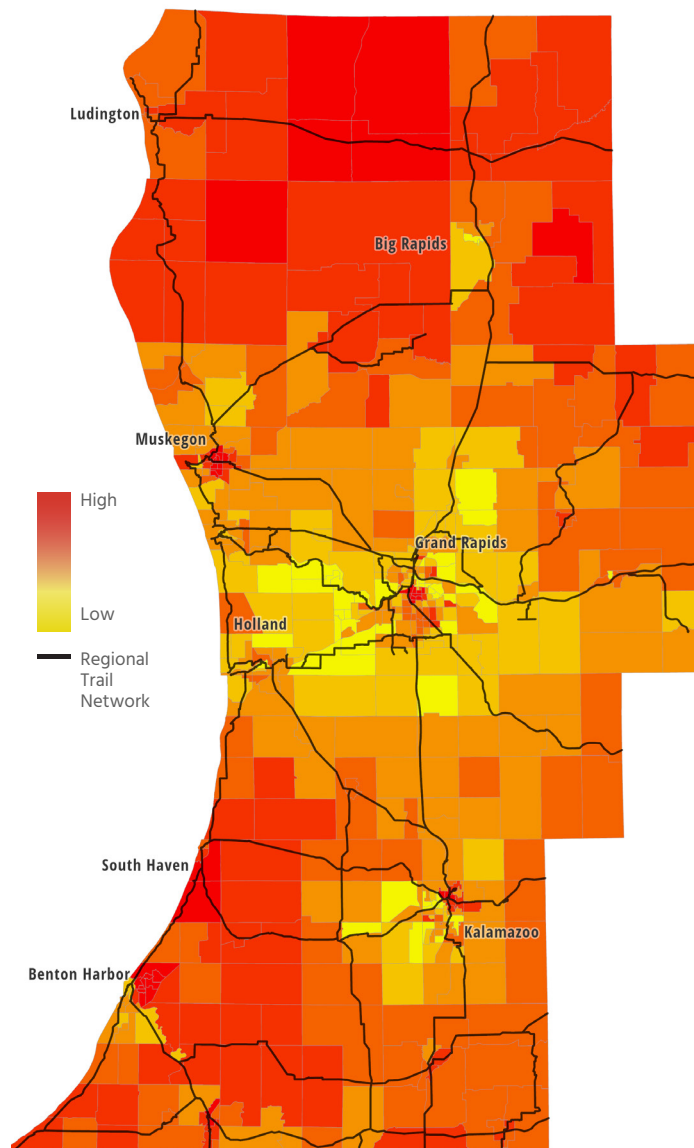 Ludington
Big Rapids
Muskegon
High
Grand Rapids
Low
Holland
Regional
Trail
Network
South Haven
Kalamazoo
Benton Harbor